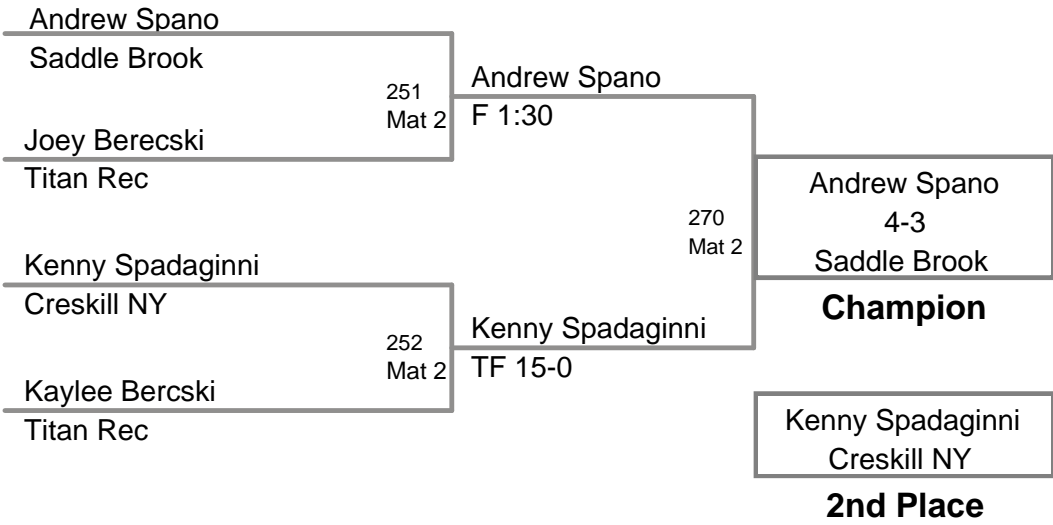 Andrew Spano
Saddle Brook
251
Mat 2
Joey Berecski
Titan Rec
Andrew Spano
F 1:30
Kenny Spadaginni
Creskill NY
252
Mat 2
Kaylee Bercski
Titan Rec
Kenny Spadaginni
TF 15-0
270
Mat 2
Andrew Spano
4-3
Saddle Brook
Champion
Kenny Spadaginni
Creskill NY
2nd Place